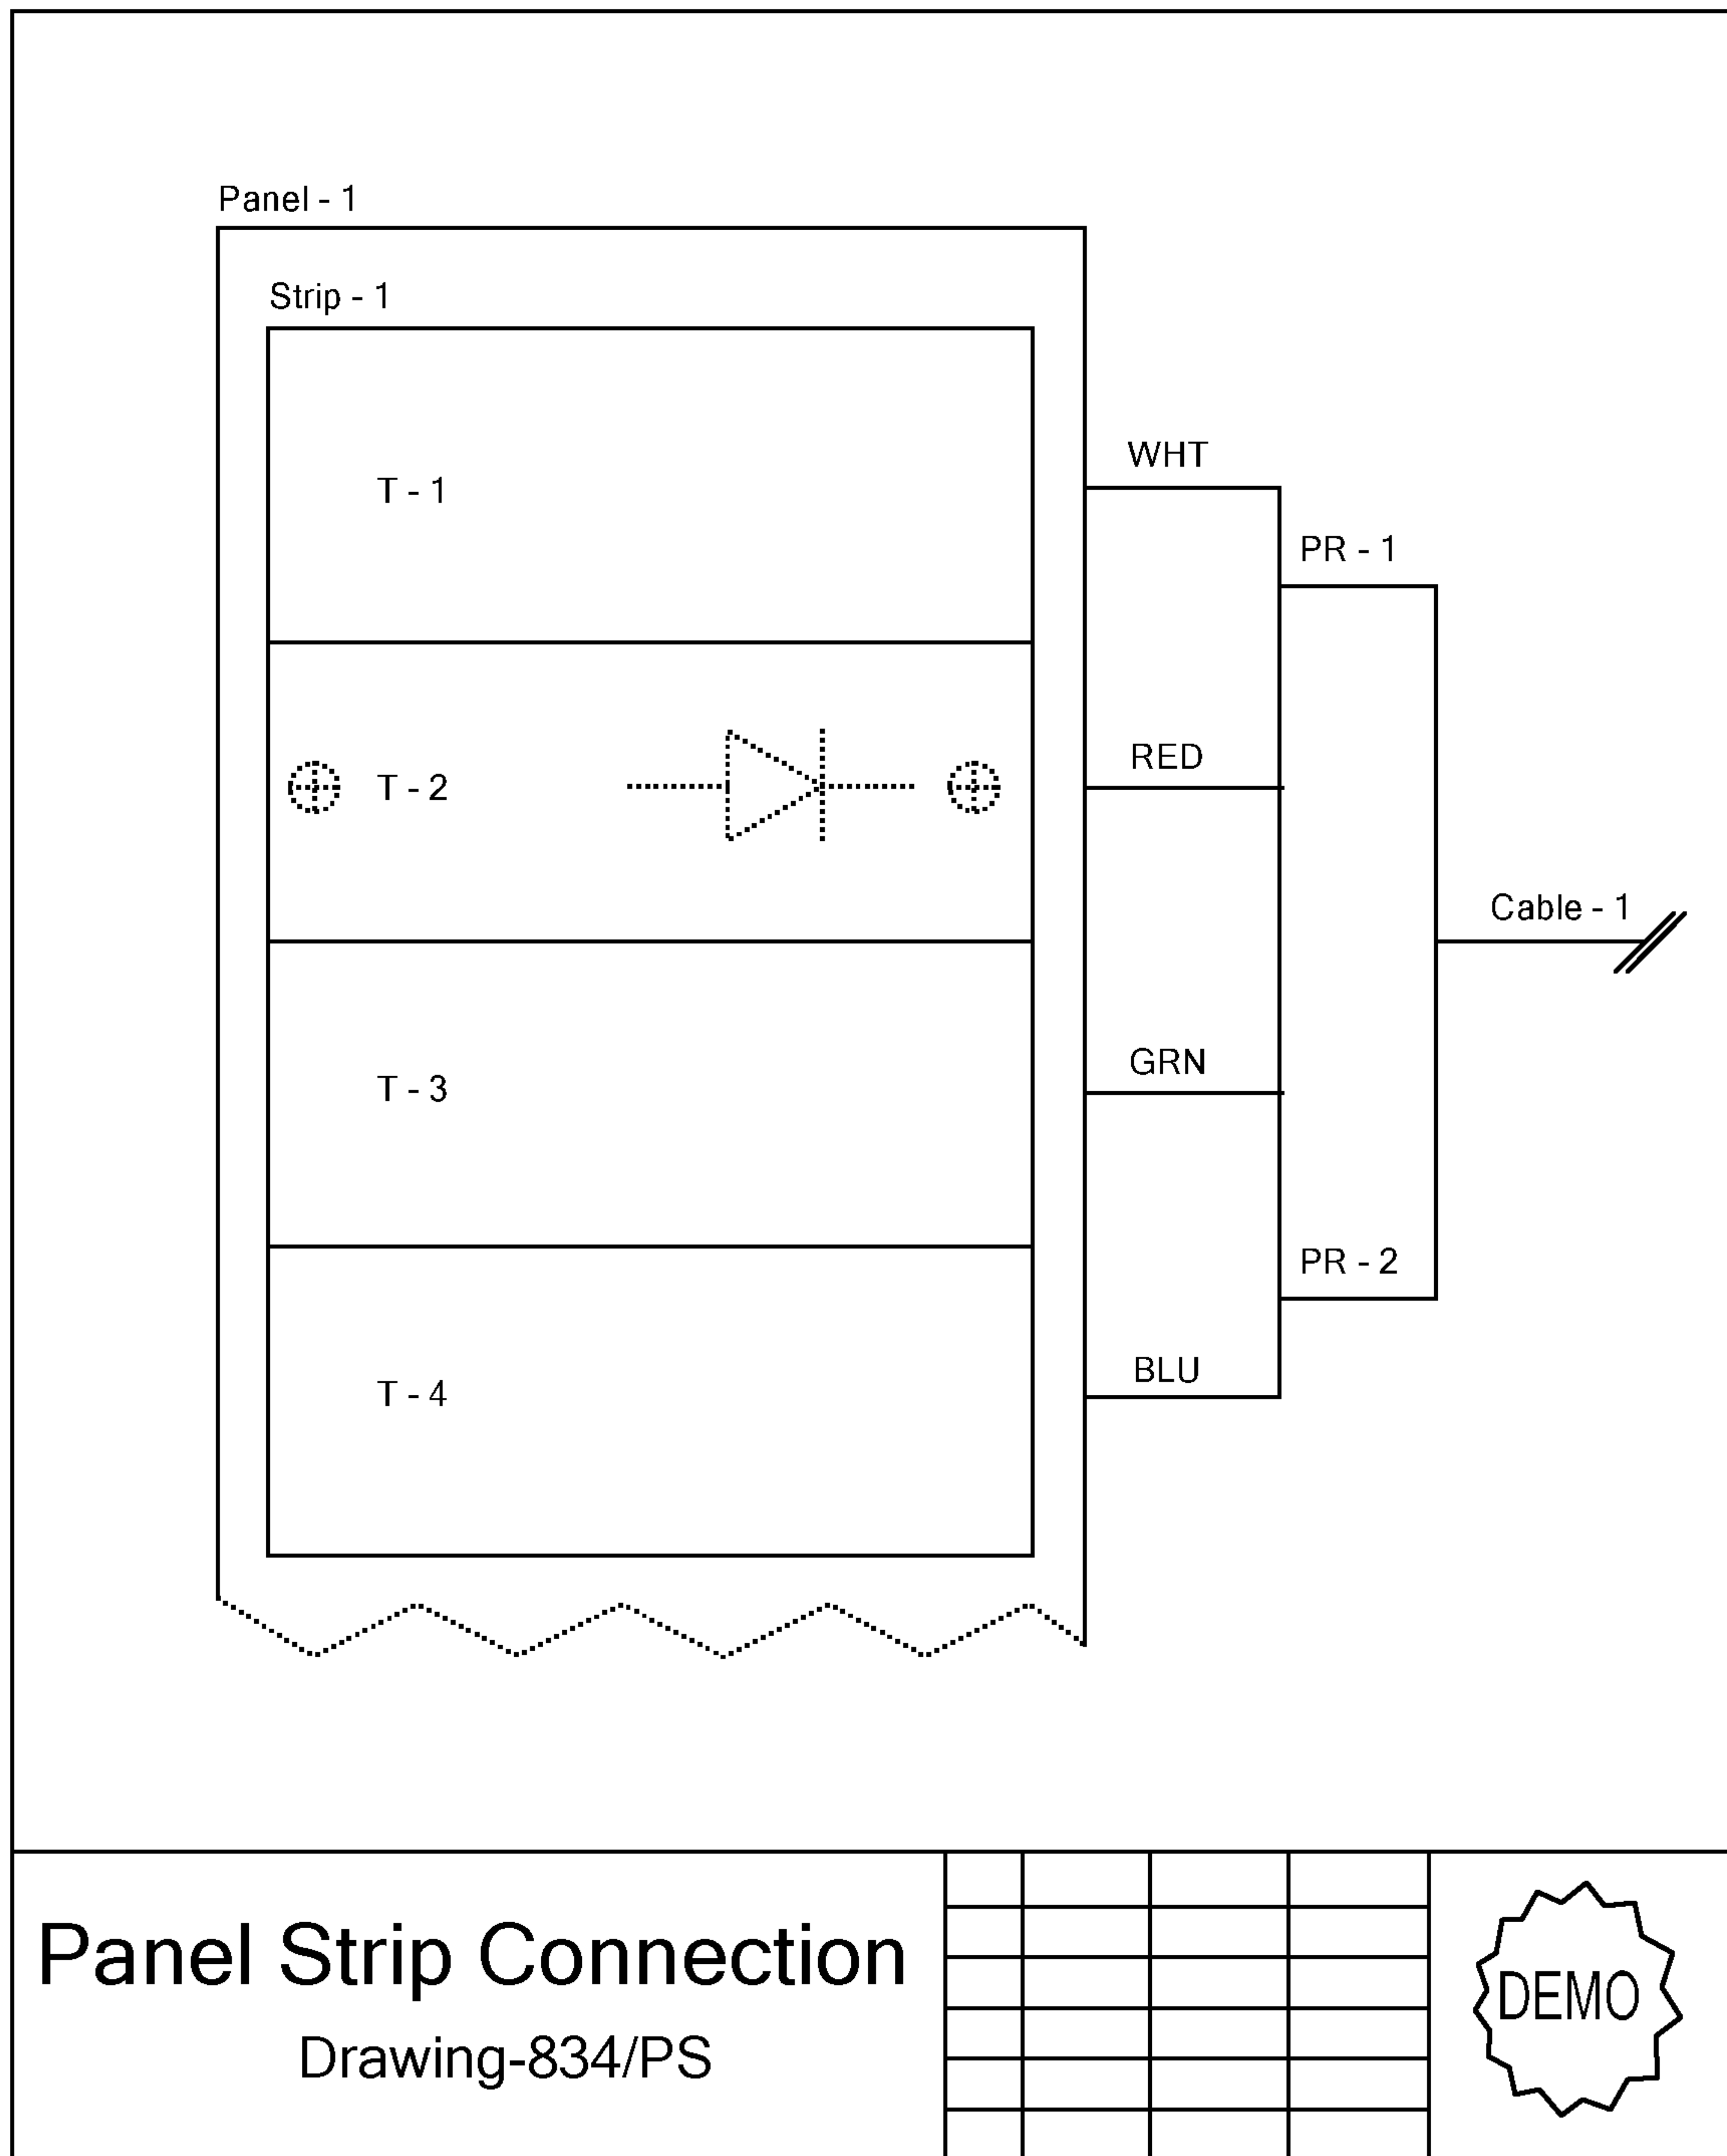 Panel - 1
Strip - 1
WHT
T - 1
PR - 1
RED
T - 2
Cable - 1
GRN
T - 3
PR - 2
BLU
T - 4
Panel Strip Connection
DEMO
Drawing-834/PS